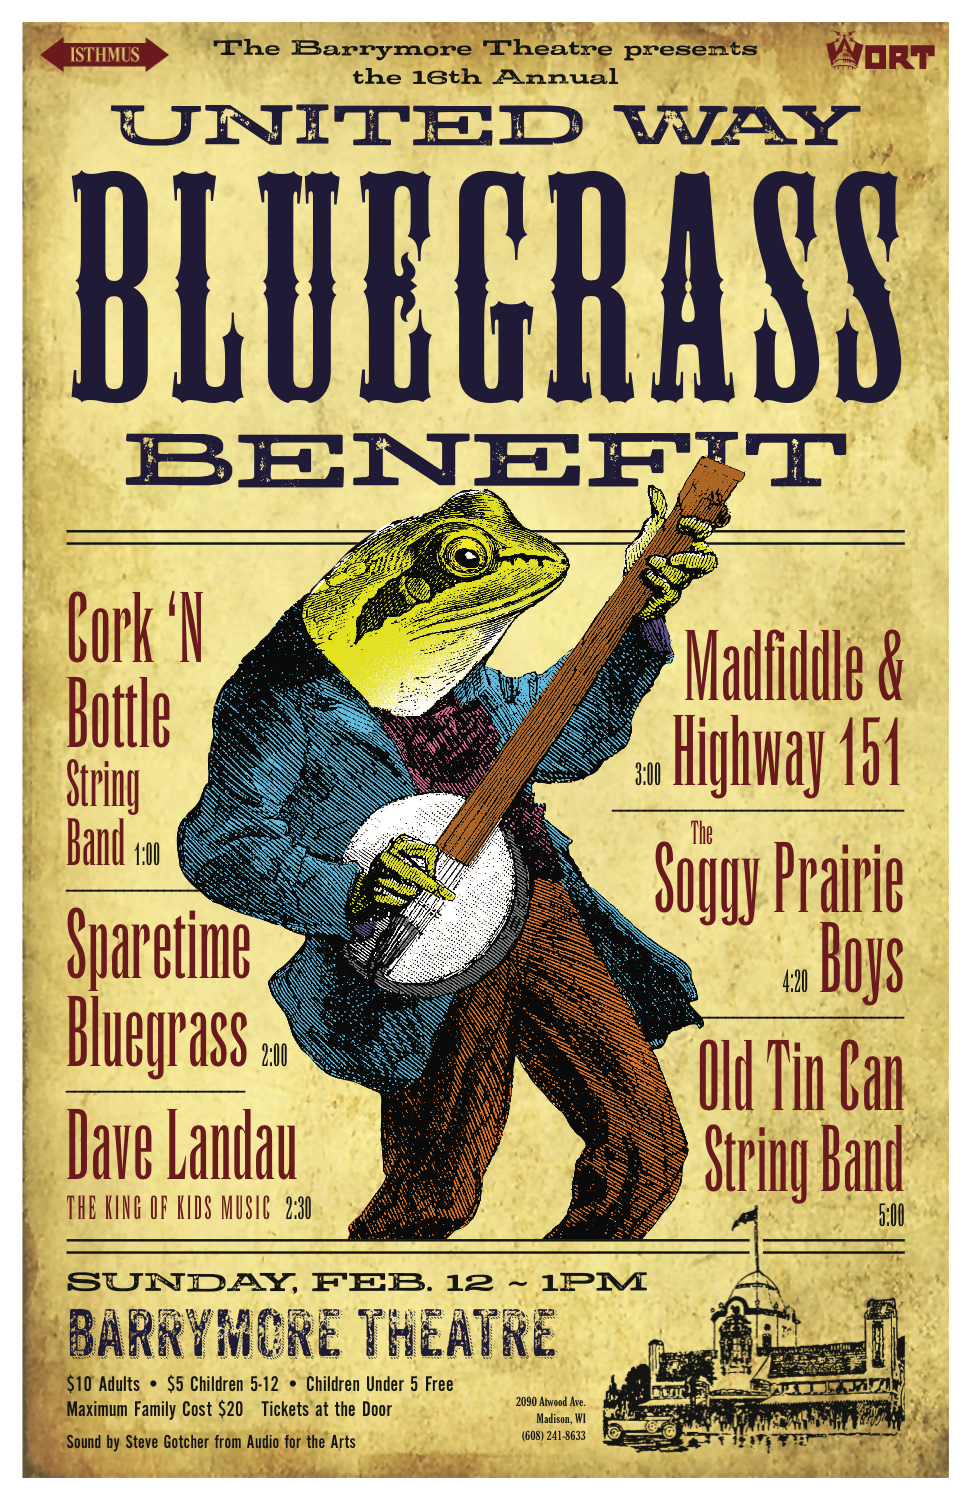 ISTHMUS
The Barrymore Theatre presents
WORT
the 16th Annual
UNITED WAY
BLUEGRASS
BENEFIT
Cork ‘N
Bottle
String
Band 1:00
Sparetime
Bluegrass 2:00
Dave Landau
THE KING OF KIDS MUSIC 2:30
Madfiddle &
3:00 Highway 151
The
Soggy Prairie
4:20 Boys
Old Tin Can
String Band
5:00
SUNDAY, FEB. 12 ~ 1PM
BARRYMORE THEATRE
$10 Adults • $5 Children 5-12 • Children Under 5 Free
Maximum Family Cost $20 Tickets at the Door
Sound by Steve Gotcher from Audio for the Arts
2090 Atwood Ave.
Madison, WI
(608) 241-8633